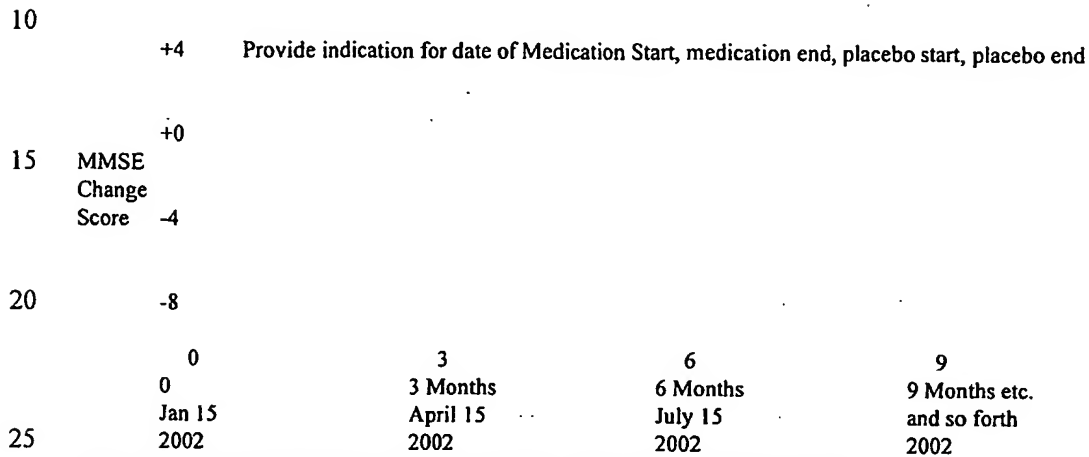 10
+4 Provide indication for date of Medication Start, medication end, placebo start, placebo end
+0
15 MMSE
Change
Score -4
20 -8
0 3 6 9
0 3 Months 6 Months 9 Months etc.
Jan 15 April 15 July 15 and so forth
25 2002 2002 2002 2002